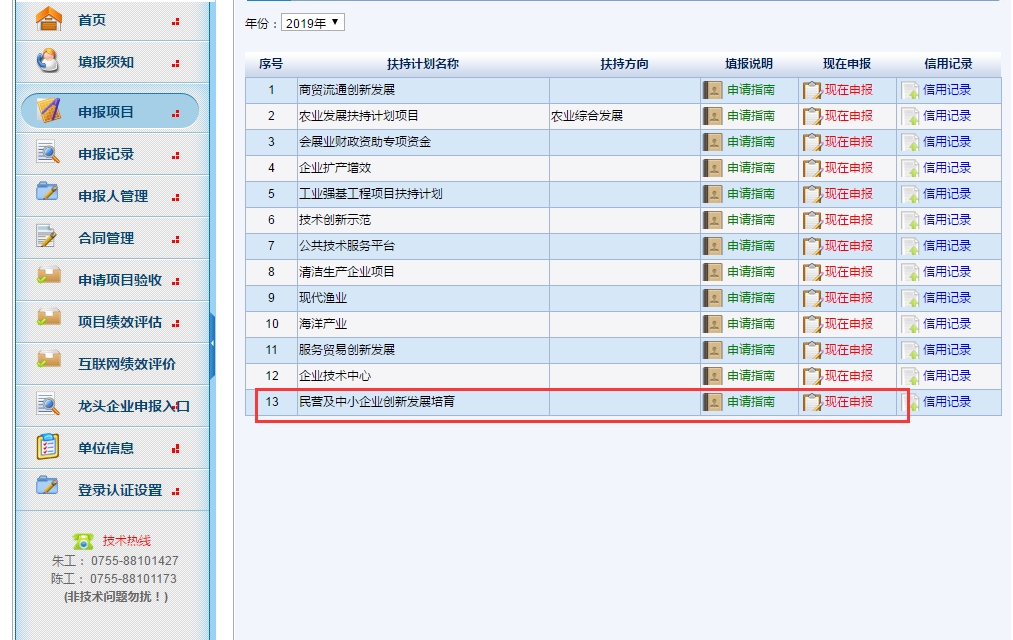 首页
填报须知
申报项目
申报记录
申报人管理
合同管理
申请项目验收
项目绩效评估
互联网绩效评价
龙头企业申报入口
单位信息
登录认证设置
技术热线
朱工： 0755-88101427
陈工： 0755-88101173
(非技术问题勿扰！)
年份：2019年
序号 扶持计划名称 扶持方向 填报说明 现在申报 信用记录
1 商贸流通创新发展 申请指南 现在申报 信用记录
2 农业发展扶持计划项目 农业综合发展 申请指南 现在申报 信用记录
3 会展业财政资助专项资金 申请指南 现在申报 信用记录
4 企业扩产增效 申请指南 现在申报 信用记录
5 工业强基工程项目扶持计划 申请指南 现在申报 信用记录
6 技术创新示范 申请指南 现在申报 信用记录
7 公共技术服务平台 申请指南 现在申报 信用记录
8 清洁生产企业项目 申请指南 现在申报 信用记录
9 现代渔业 申请指南 现在申报 信用记录
10 海洋产业 申请指南 现在申报 信用记录
11 服务贸易创新发展 申请指南 现在申报 信用记录
12 企业技术中心 申请指南 现在申报 信用记录
13 民营及中小企业创新发展培育 申请指南 现在申报 信用记录